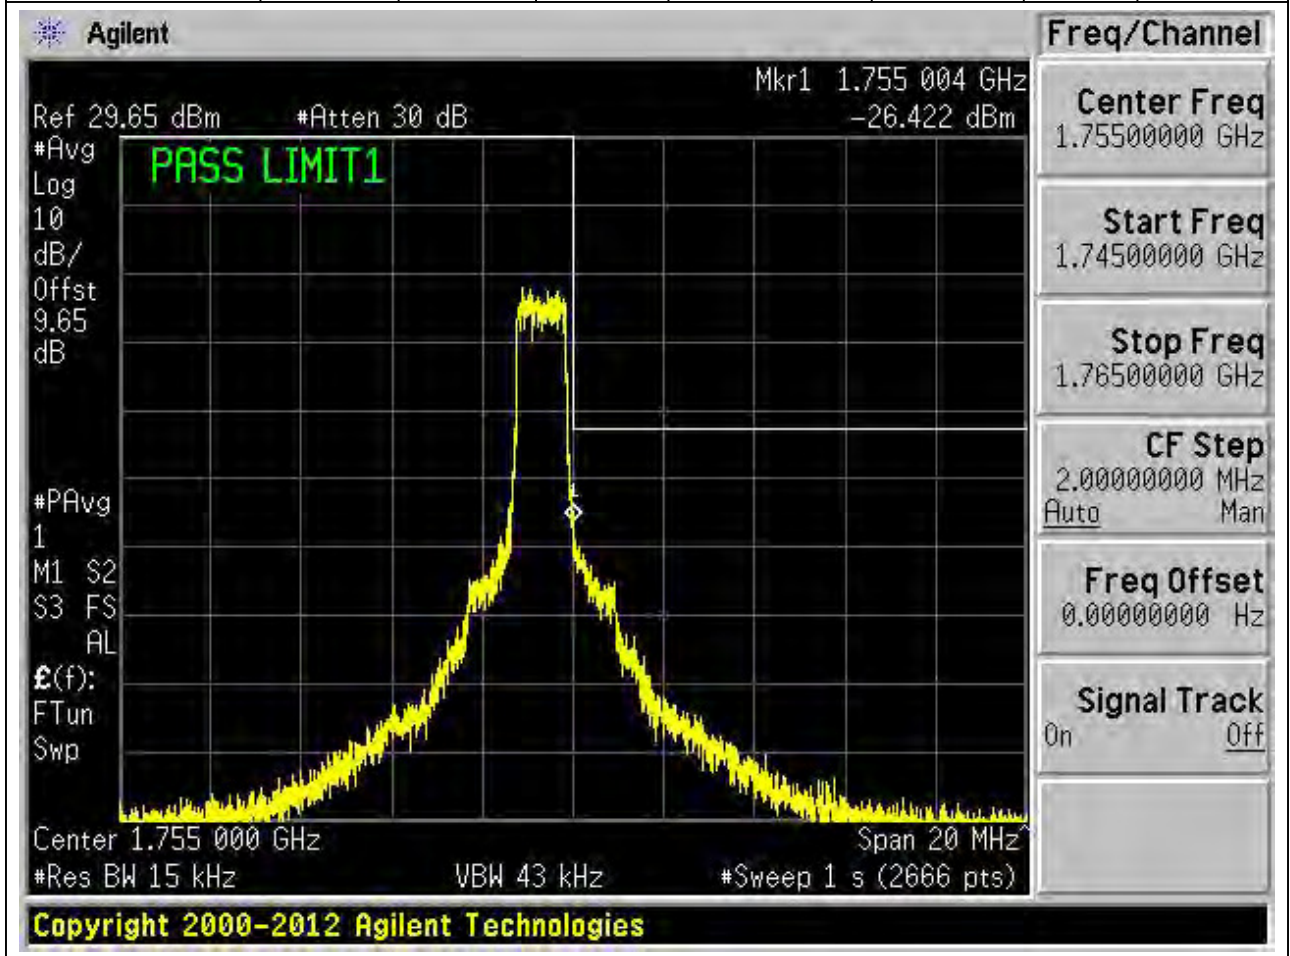 Agilent
Freq/Channel
Mkr1 1.755 004 GHz
Ref 29.65 dBm #Atten 30 dB -26.422 dBm
#Avg
Log
10
dB/
Offst
9.65
dB
PASS LIMIT1
1
#PAvg
1
M1 S2
S3 FS
AL
£(f):
FTun
Swp
Center 1.755 000 GHz Span 20 MHz^
#Res BW 15 kHz VBW 43 kHz #Sweep 1 s (2666 pts)
Copyright 2000-2012 Agilent Technologies
Center Freq
1.75500000 GHz
Start Freq
1.74500000 GHz
Stop Freq
1.76500000 GHz
CF Step
2.00000000 MHz
Auto Man
Freq Offset
0.00000000 Hz
Signal Track
On Off